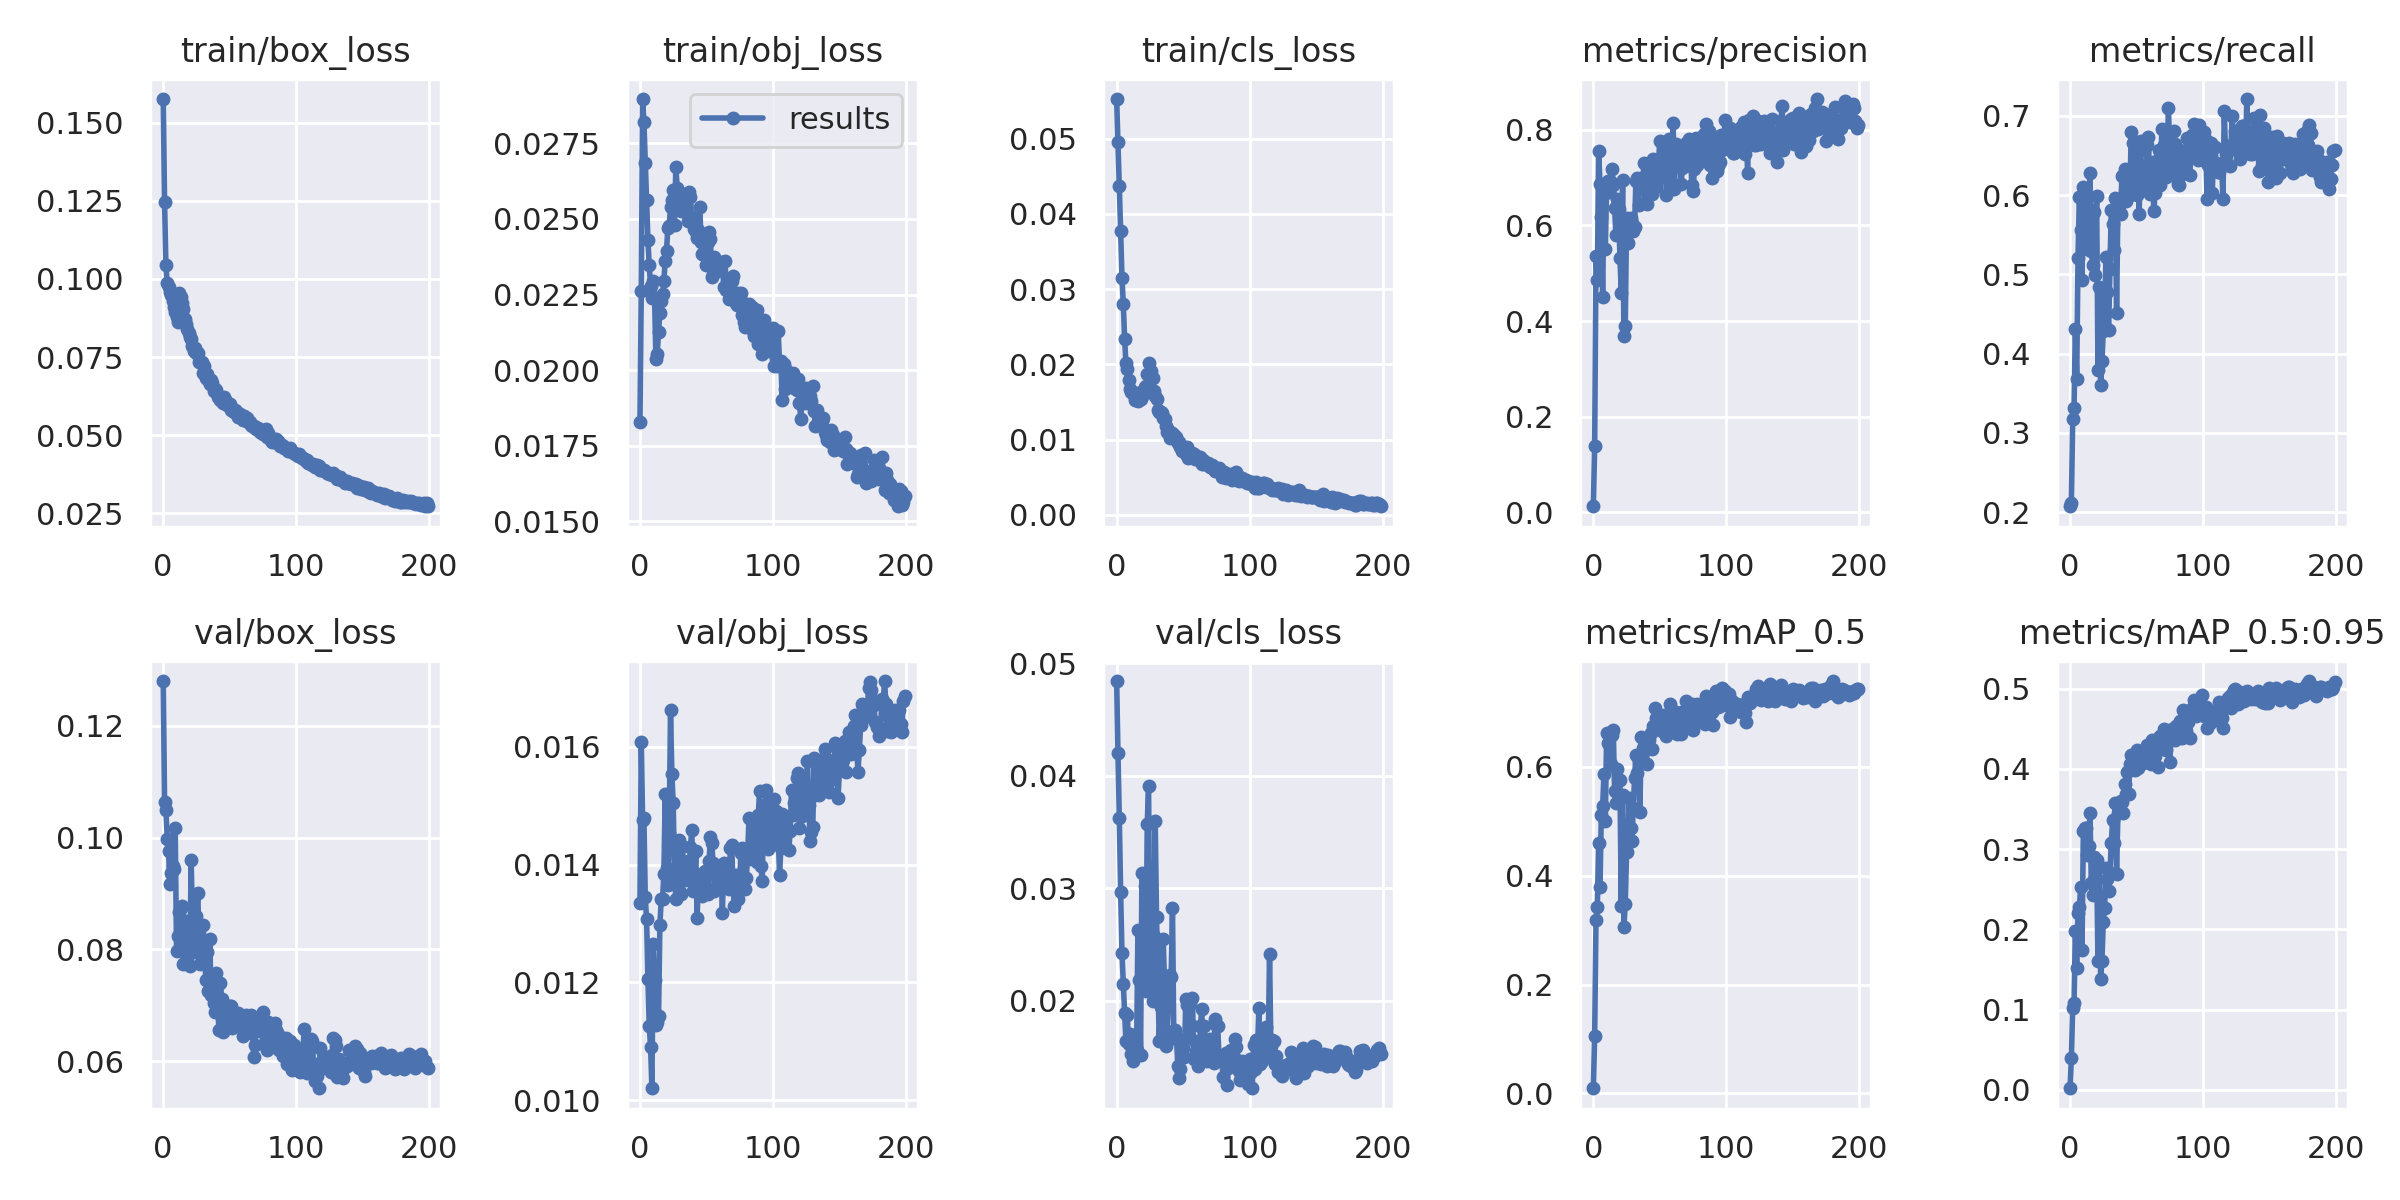 train/box_loss
0.150
0.125
0.100
0.075
0.050
0.025
0 100 200
train/obj_loss
results
0.0275
0.0250
0.0225
0.0200
0.0175
0.0150
0 100 200
train/cls_loss
0.05
0.04
0.03
0.02
0.01
0.00
0 100 200
metrics/precision
0.8
0.6
0.4
0.2
0.0
0 100 200
metrics/recall
0.7
0.6
0.5
0.4
0.3
0.2
0 100 200
val/box_loss
0.12
0.10
0.08
0.06
0 100 200
val/obj_loss
0.016
0.014
0.012
0.010
0 100 200
val/cls_loss
0.05
0.04
0.03
0.02
0 100 200
metrics/mAP_0.5
0.6
0.4
0.2
0.0
0 100 200
metrics/mAP_0.5:0.95
0.5
0.4
0.3
0.2
0.1
0.0
0 100 200